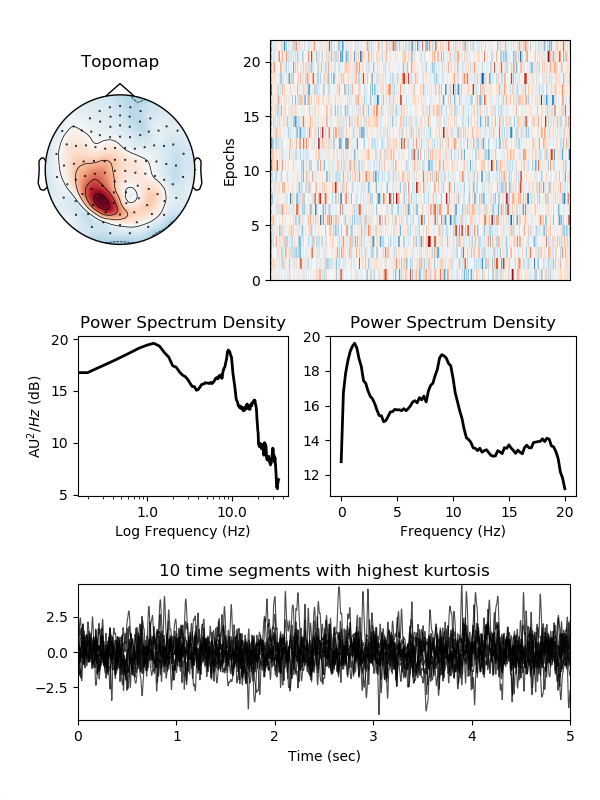 Topomap
Epochs
20
15
10
5
0
Power Spectrum Density
AU²/Hz (dB)
20
15
10
5
1.0 10.0
Log Frequency (Hz)
Power Spectrum Density
20
18
16
14
12
0 5 10 15 20
Frequency (Hz)
10 time segments with highest kurtosis
2.5
0.0
−2.5
0 1 2 3 4 5
Time (sec)